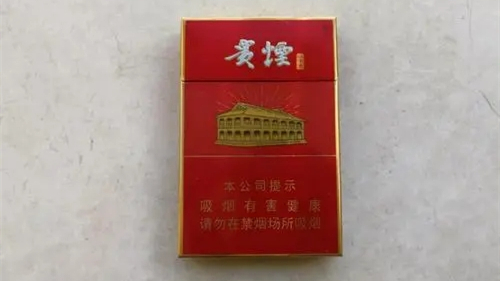 贵烟
本公司提示
吸烟有害健康
请勿在禁烟场所吸烟